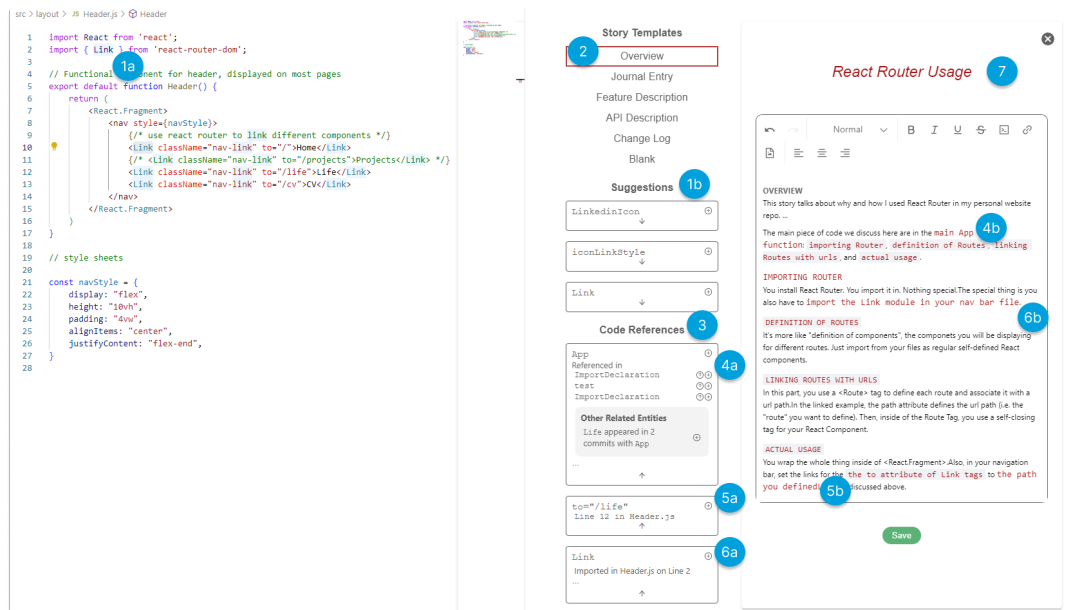 src > layout > JS Header.js > Header
1 import React from 'react';
2 import { Link } from 'react-router-dom';
1a
3
4 // Functional component for header, displayed on most pages
5 export default function Header() {
6 return (
7 <React.Fragment>
8 <nav style={navStyle}>
9 {/* use react router to link different components */}
10 <Link className="nav-link" to="/">Home</Link>
11 {/* <Link className="nav-link" to="/projects">Projects</Link> */}
12 <Link className="nav-link" to="/life">Life</Link>
13 <Link className="nav-link" to="/cv">CV</Link>
14 </nav>
15 </React.Fragment>
16 )
17 }
18
19 // style sheets
20
21 const navStyle = {
22 display: "flex",
23 height: "10vh",
24 padding: "4vw",
25 alignItems: "center",
26 justifyContent: "flex-end",
27 }
28
Story Templates
2
Overview
Journal Entry
Feature Description
API Description
Change Log
Blank
Suggestions
1b
LinkedinIcon
iconLinkStyle
Link
Code References
3
App
4a
Referenced in
ImportDeclaration
test
ImportDeclaration
Other Related Entities
Life appeared in 2
commits with App
...
to="/life"
5a
Line 12 in Header.js
Link
6a
Imported in Header.js on Line 2
...
React Router Usage
7
Normal
B I U S
OVERVIEW
This story talks about why and how I used React Router in my personal website
repo. ...
The main piece of code we discuss here are in the main App
4b
function: importing Router, definition of Routes, linking
Routes with urls, and actual usage.
IMPORTING ROUTER
You install React Router. You import it in. Nothing special.The special thing is you
also have to import the Link module in your nav bar file.
6b
DEFINITION OF ROUTES
It's more like "definition of components", the componets you will be displaying
for different routes. Just import from your files as regular self-defined React
components.
LINKING ROUTES WITH URLS
In this part, you use a <Route> tag to define each route and associate it with a
url path.In the linked example, the path attribute defines the url path (i.e. the
"route" you want to define). Then, inside of the Route Tag, you use a self-closing
tag for your React Component.
ACTUAL USAGE
You wrap the whole thing inside of <React.Fragment>.Also, in your navigation
bar, set the links for the the to attribute of Link tags to the path
you defined discussed above.
5b
Save